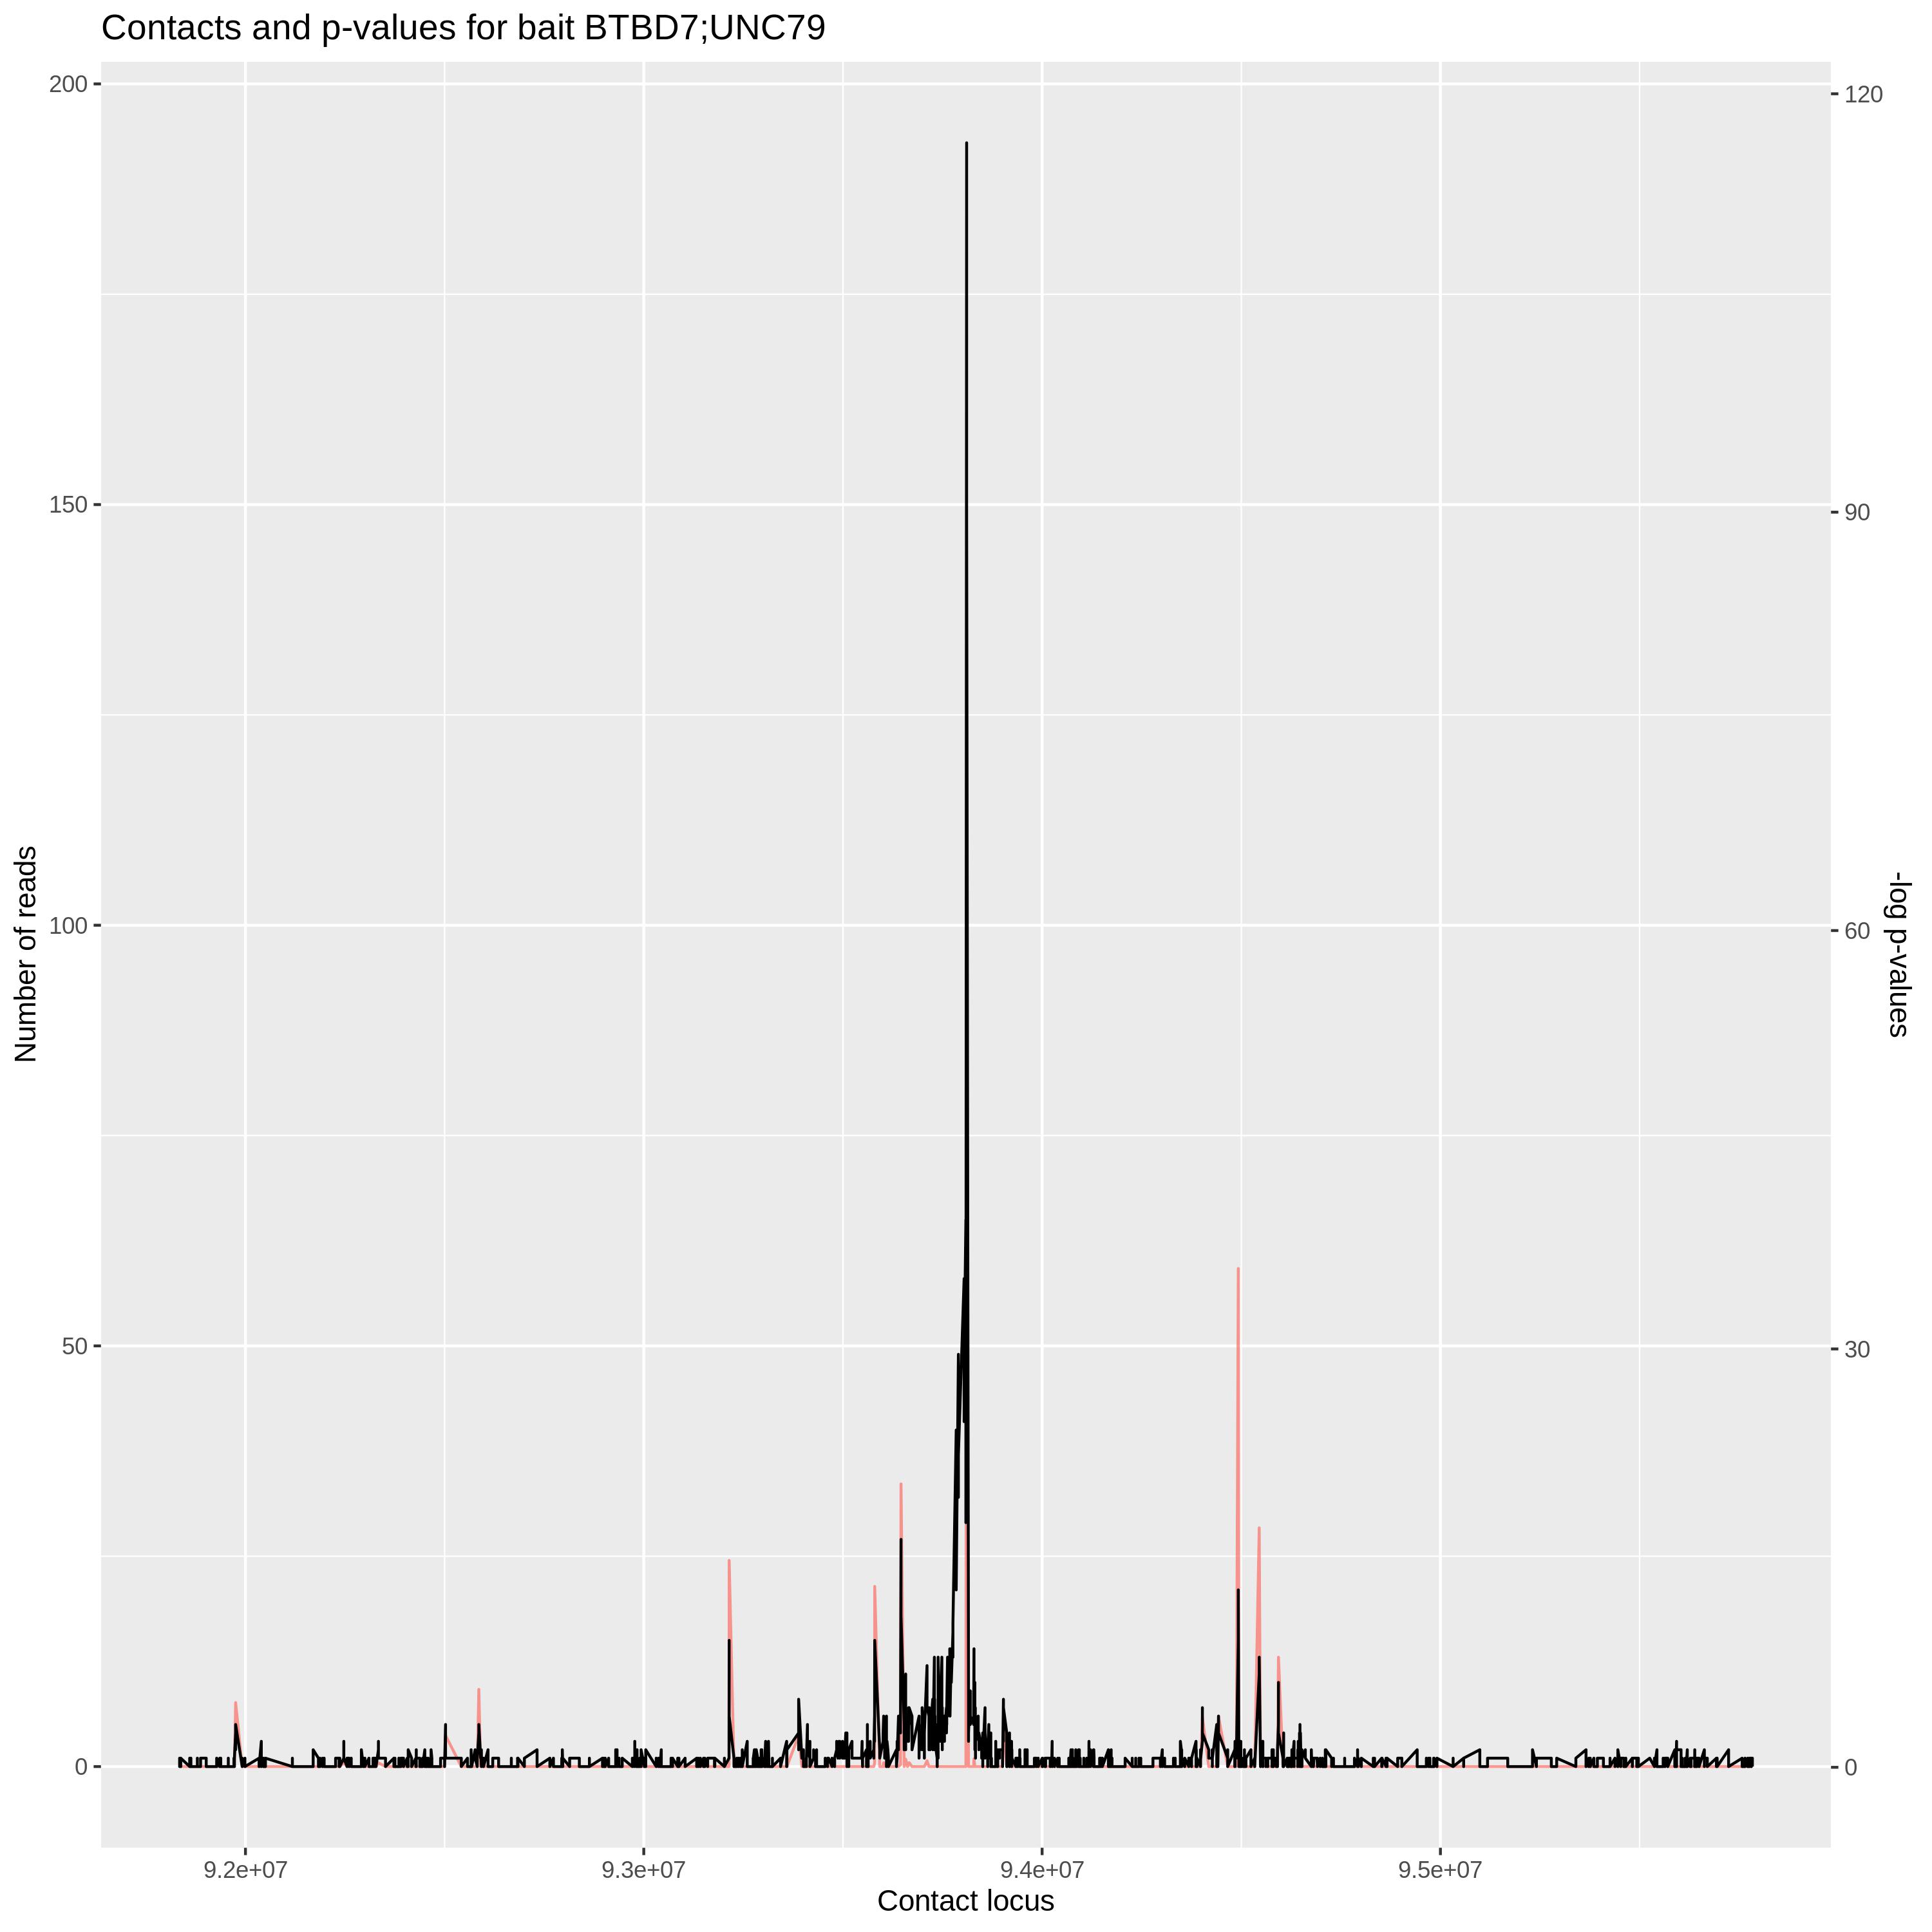 Contacts and p-values for bait BTBD7;UNC79
200
150
100
50
0
120
90
60
30
0
Number of reads
-log p-values
9.2e+07 9.3e+07 9.4e+07 9.5e+07
Contact locus